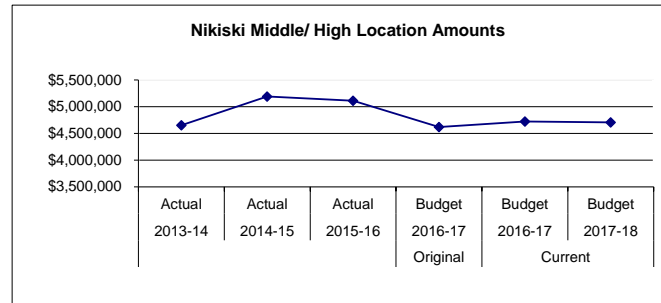 Nikiski Middle/ High Location Amounts
$5,500,000
$5,000,000
$4,500,000
$4,000,000
$3,500,000
Actual Actual Actual Budget Budget Budget
2013-14 2014-15 2015-16 2016-17 2016-17 2017-18
Original Current